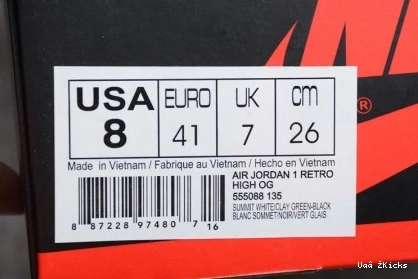 USA EURO UK cm
8 41 7 26
Made in Vietnam / Fabrique au Vietnam / Hecho en Vietnam
AIR JORDAN 1 RETRO
HIGH OG
555088 135
SUMMIT WHITE/CLAY GREEN-BLACK
BLANC SOMMET/NOIR/VERT GLAIS
8 87228 97480 7 16
®
Uaå ŽKicks